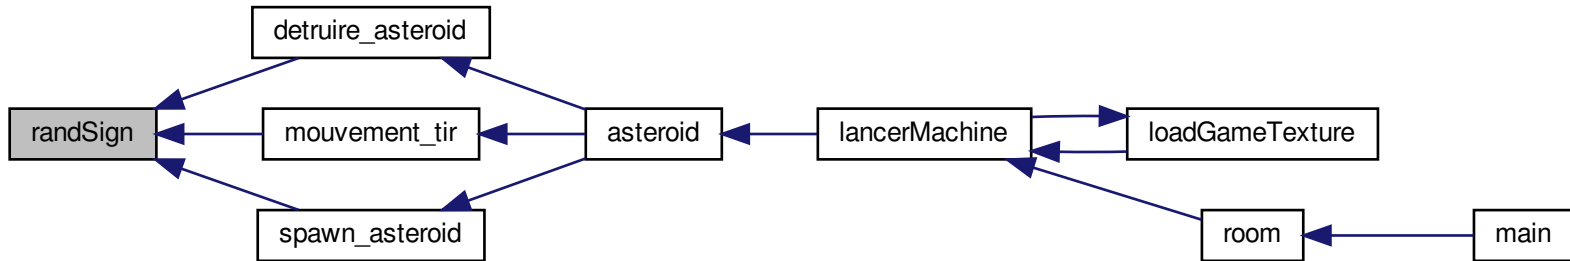 detruire_asteroid
randSign
mouvement_tir
asteroid
lancerMachine
loadGameTexture
spawn_asteroid
room
main